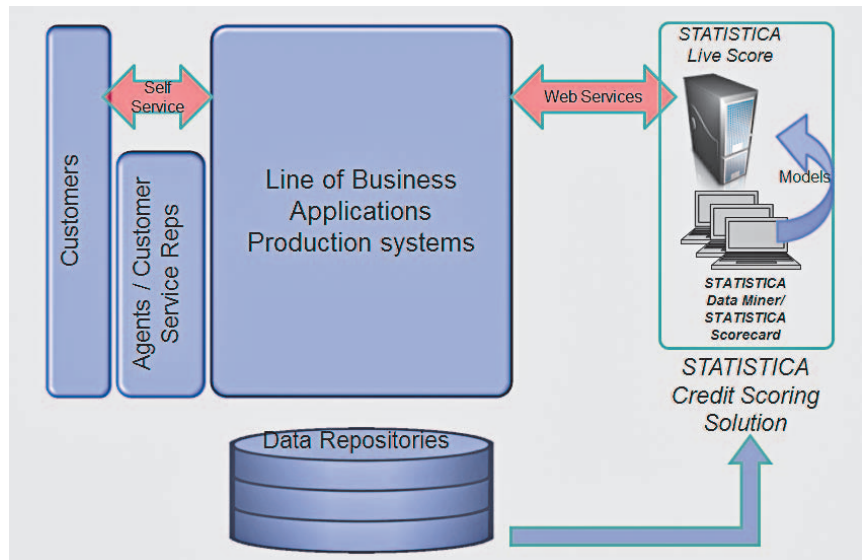 Customers
Self
Service
Agents / Customer
Service Reps
Line of Business
Applications
Production systems
Web Services
STATISTICA
Live Score
Models
STATISTICA
Data Miner/
STATISTICA
Scorecard
STATISTICA
Credit Scoring
Solution
Data Repositories